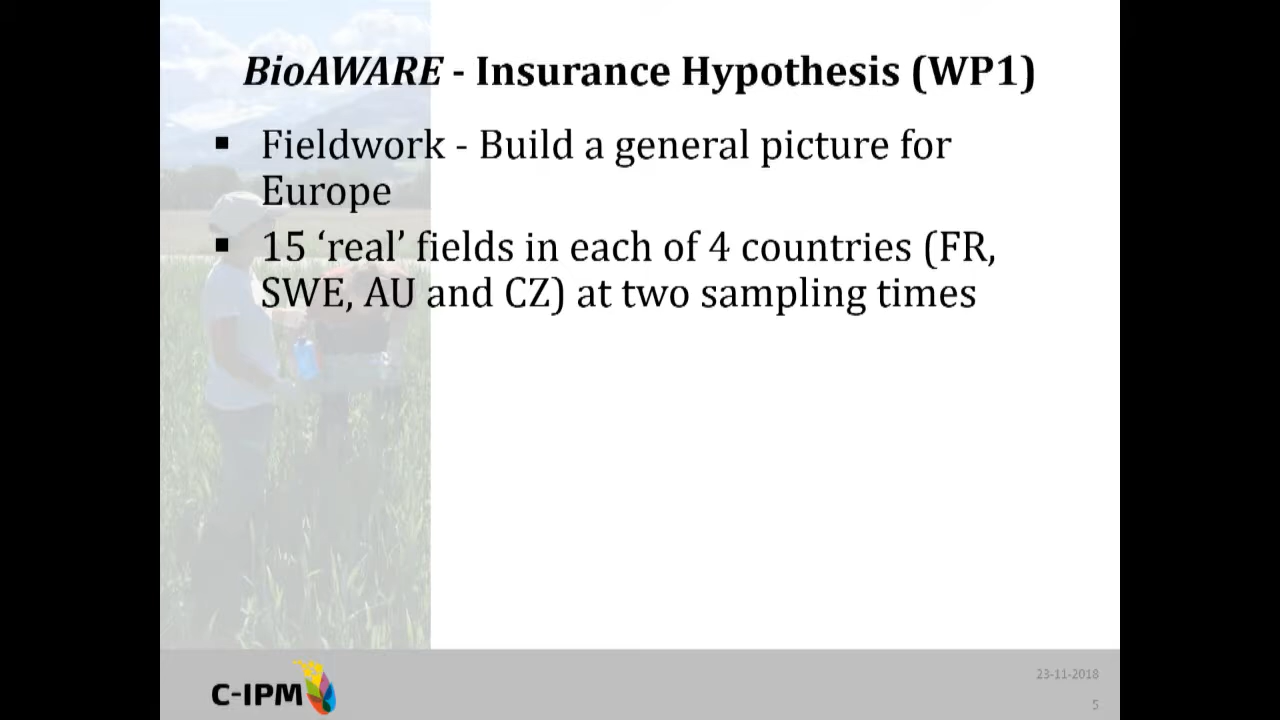 BioAWARE - Insurance Hypothesis (WP1)
▪ Fieldwork - Build a general picture for
Europe
▪ 15 ‘real’ fields in each of 4 countries (FR,
SWE, AU and CZ) at two sampling times
C-IPM
23-11-2018
5